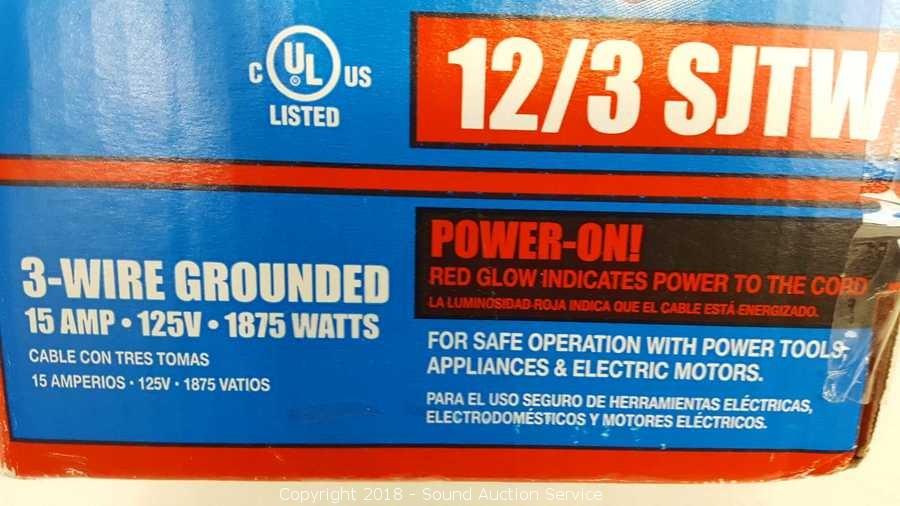 C UL US
®
LISTED
12/3 SJTW
3-WIRE GROUNDED
15 AMP • 125V • 1875 WATTS
CABLE CON TRES TOMAS
15 AMPERIOS • 125V • 1875 VATIOS
POWER-ON!
RED GLOW INDICATES POWER TO THE CORD
LA LUMINOSIDAD ROJA INDICA QUE EL CABLE ESTÁ ENERGIZADO.
FOR SAFE OPERATION WITH POWER TOOLS,
APPLIANCES & ELECTRIC MOTORS.
PARA EL USO SEGURO DE HERRAMIENTAS ELÉCTRICAS,
ELECTRODOMÉSTICOS Y MOTORES ELÉCTRICOS.
Copyright 2018 - Sound Auction Service